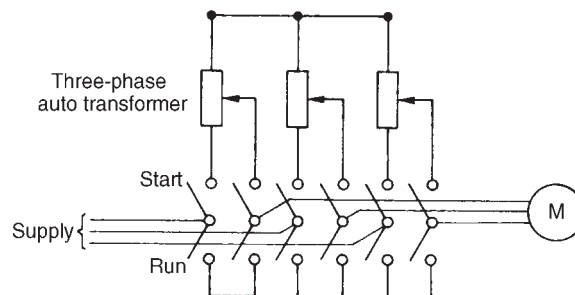 Three-phase
auto transformer
Start
Supply
M
Run